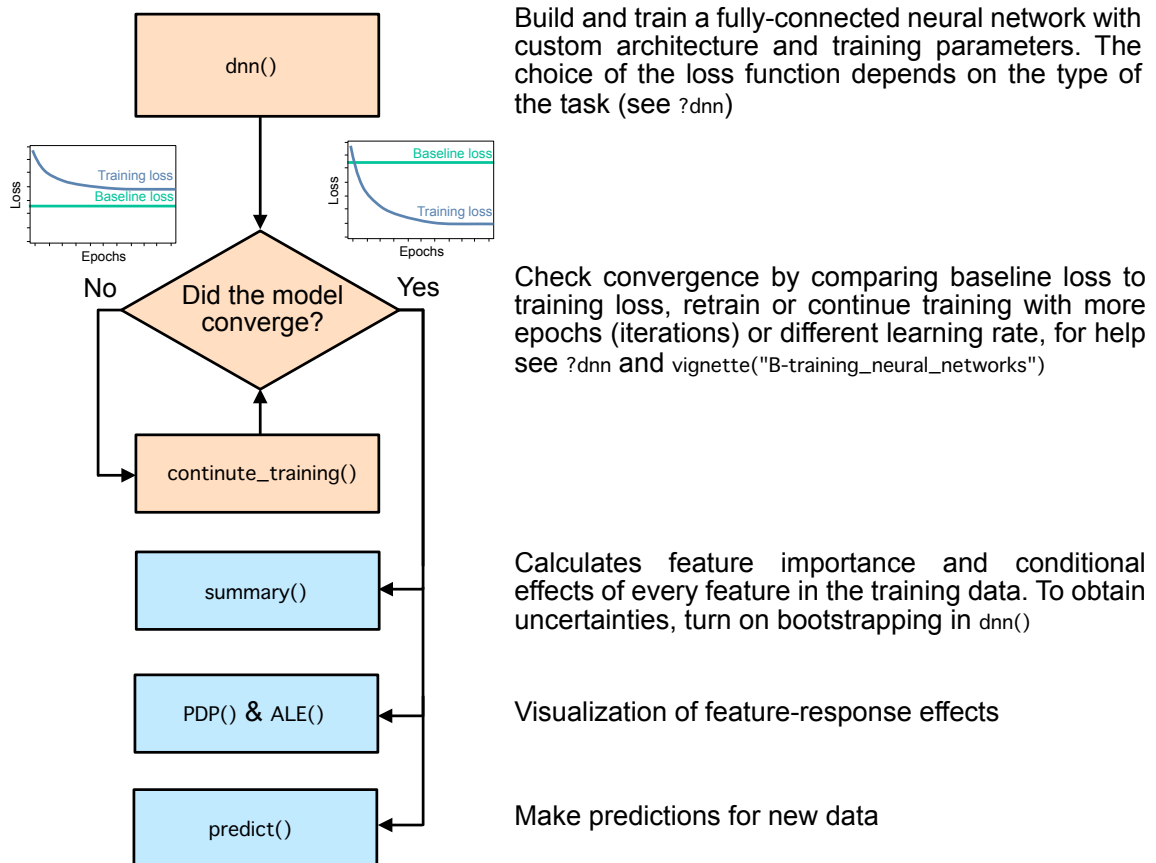 dnn()
Build and train a fully-connected neural network with
custom architecture and training parameters. The
choice of the loss function depends on the type of
the task (see ?dnn)
Loss
Training loss
Baseline loss
Epochs
Loss
Baseline loss
Training loss
Epochs
No
Did the model
converge?
Yes
Check convergence by comparing baseline loss to
training loss, retrain or continue training with more
epochs (iterations) or different learning rate, for help
see ?dnn and vignette("B-training_neural_networks")
continute_training()
summary()
Calculates feature importance and conditional
effects of every feature in the training data. To obtain
uncertainties, turn on bootstrapping in dnn()
PDP() & ALE()
Visualization of feature-response effects
predict()
Make predictions for new data